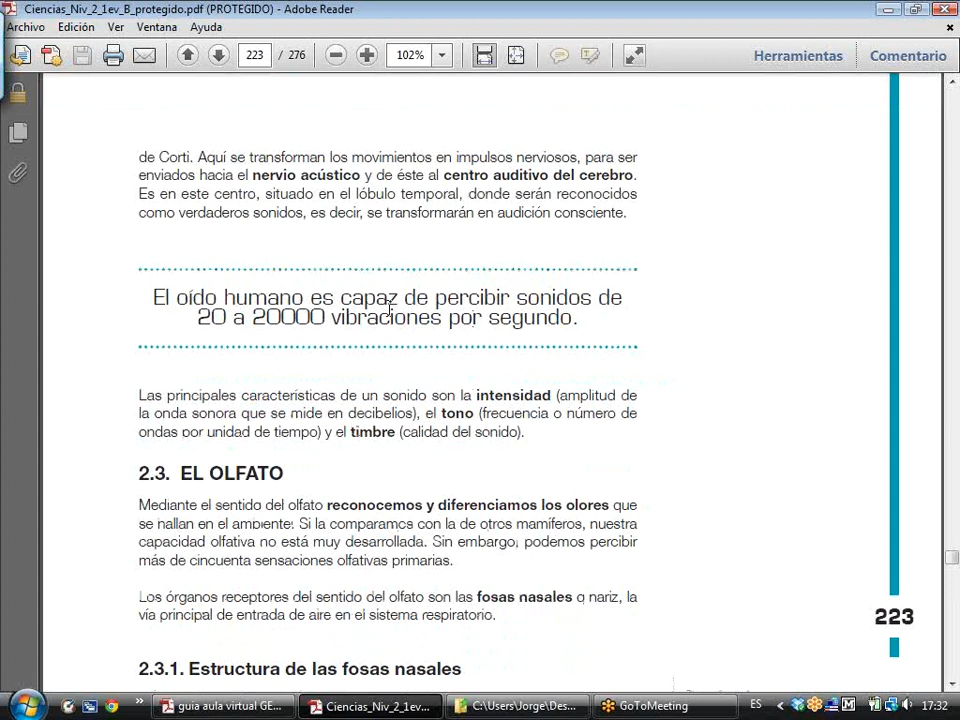 Ciencias_Niv_2_1ev_B_protegido.pdf (PROTEGIDO) - Adobe Reader
Archivo Edición Ver Ventana Ayuda
223 / 276 102% Herramientas Comentario
de Corti. Aquí se transforman los movimientos en impulsos nerviosos, para ser
enviados hacia el nervio acústico y de éste al centro auditivo del cerebro.
Es en este centro, situado en el lóbulo temporal, donde serán reconocidos
como verdaderos sonidos, es decir, se transformarán en audición consciente.
El oído humano es capaz de percibir sonidos de
20 a 20000 vibraciones por segundo.
Las principales características de un sonido son la intensidad (amplitud de
la onda sonora que se mide en decibelios), el tono (frecuencia o número de
ondas por unidad de tiempo) y el timbre (calidad del sonido).
2.3. EL OLFATO
Mediante el sentido del olfato reconocemos y diferenciamos los olores que
se hallan en el ambiente. Si la comparamos con la de otros mamíferos, nuestra
capacidad olfativa no está muy desarrollada. Sin embargo, podemos percibir
más de cincuenta sensaciones olfativas primarias.
Los órganos receptores del sentido del olfato son las fosas nasales o nariz, la
vía principal de entrada de aire en el sistema respiratorio.
223
2.3.1. Estructura de las fosas nasales
guia aula virtual GE... Ciencias_Niv_2_1ev... C:\Users\Jorge\Des... GoToMeeting ES 17:32